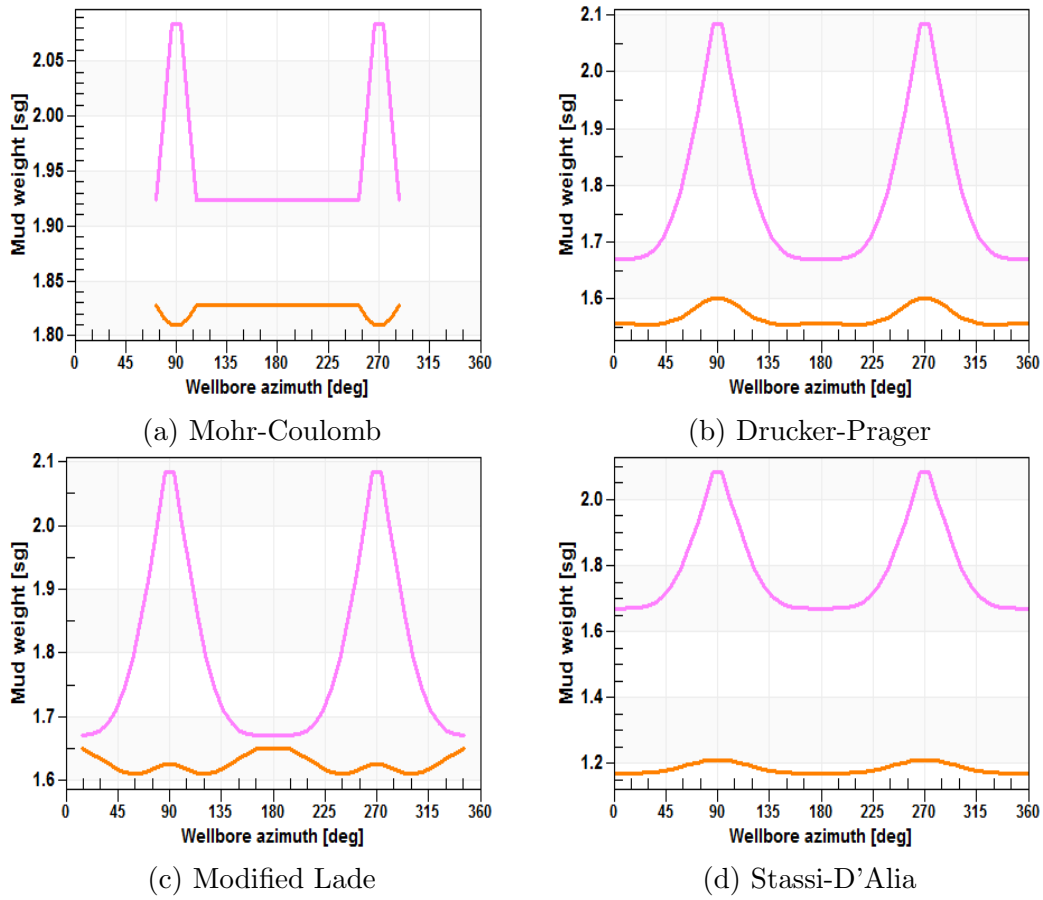 Mud weight [sg]
2.05
2.00
1.95
1.90
1.85
1.80
0 45 90 135 180 225 270 315 360
Wellbore azimuth [deg]
(a) Mohr-Coulomb
Mud weight [sg]
2.1
2.0
1.9
1.8
1.7
1.6
0 45 90 135 180 225 270 315 360
Wellbore azimuth [deg]
(b) Drucker-Prager
Mud weight [sg]
2.1
2.0
1.9
1.8
1.7
1.6
0 45 90 135 180 225 270 315 360
Wellbore azimuth [deg]
(c) Modified Lade
Mud weight [sg]
2.0
1.8
1.6
1.4
1.2
0 45 90 135 180 225 270 315 360
Wellbore azimuth [deg]
(d) Stassi-D'Alia